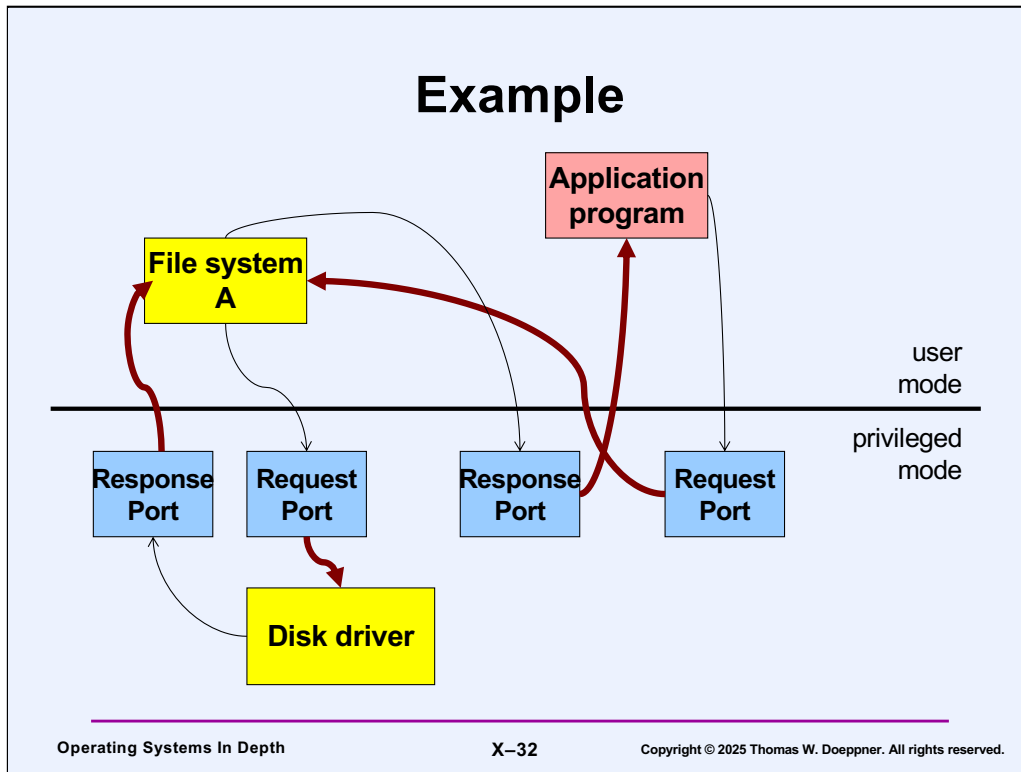 Example
Application
program
File system
A
user
mode
privileged
mode
Response
Port
Request
Port
Response
Port
Request
Port
Disk driver
Operating Systems In Depth
X–32
Copyright © 2025 Thomas W. Doeppner. All rights reserved.